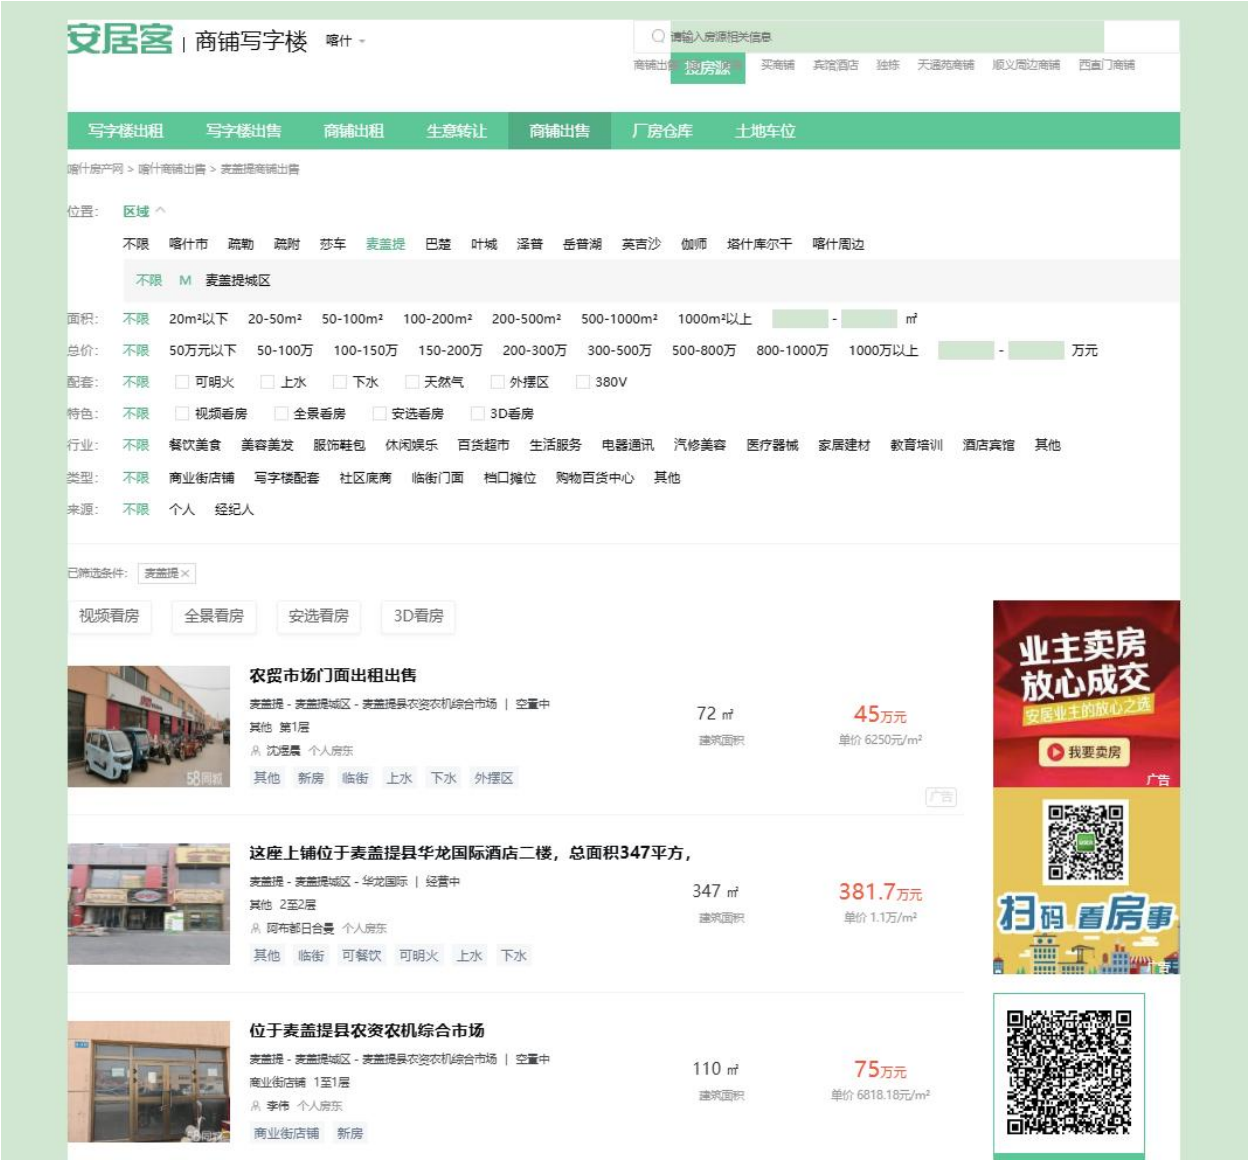 安居客 | 商铺写字楼 喀什
请输入房源相关信息
商铺出售 买商铺 宾馆酒店 独栋 天通苑商铺 顺义周边商铺 西直门商铺
搜房源
写字楼出租 写字楼出售 商铺出租 生意转让 商铺出售 厂房仓库 土地车位
喀什房产网 > 喀什商铺出售 > 麦盖提商铺出售
位置: 区域
不限 喀什市 疏勒 疏附 莎车 麦盖提 巴楚 叶城 泽普 岳普湖 英吉沙 伽师 塔什库尔干 喀什周边
不限 M 麦盖提城区
面积: 不限 20m²以下 20-50m² 50-100m² 100-200m² 200-500m² 500-1000m² 1000m²以上 - ㎡
总价: 不限 50万元以下 50-100万 100-150万 150-200万 200-300万 300-500万 500-800万 800-1000万 1000万以上 - 万元
配套: 不限 可明火 上水 下水 天然气 外摆区 380V
特色: 不限 视频看房 全景看房 安选看房 3D看房
行业: 不限 餐饮美食 美容美发 服饰鞋包 休闲娱乐 百货超市 生活服务 电器通讯 汽修美容 医疗器械 家居建材 教育培训 酒店宾馆 其他
类型: 不限 商业街店铺 写字楼配套 社区底商 临街门面 档口摊位 购物百货中心 其他
来源: 不限 个人 经纪人
已筛选条件: 麦盖提×
视频看房 全景看房 安选看房 3D看房
农贸市场门面出租出售
麦盖提 - 麦盖提城区 - 麦盖提县农资农机综合市场 | 空置中
其他 第1层
沈煜晨 个人房东
其他 新房 临街 上水 下水 外摆区
72 ㎡
建筑面积
45万元
单价 6250元/m²
广告
58同城
这座上铺位于麦盖提县华龙国际酒店二楼，总面积347平方，
麦盖提 - 麦盖提城区 - 华龙国际 | 经营中
其他 2至2层
阿布都日合曼 个人房东
其他 临街 可餐饮 可明火 上水 下水
347 ㎡
建筑面积
381.7万元
单价 1.1万/m²
位于麦盖提县农资农机综合市场
麦盖提 - 麦盖提城区 - 麦盖提县农资农机综合市场 | 空置中
商业街店铺 1至1层
李伟 个人房东
商业街店铺 新房
110 ㎡
建筑面积
75万元
单价 6818.18元/m²
业主卖房
放心成交
安居业主的放心之选
我要卖房
广告
扫码看房事
广告